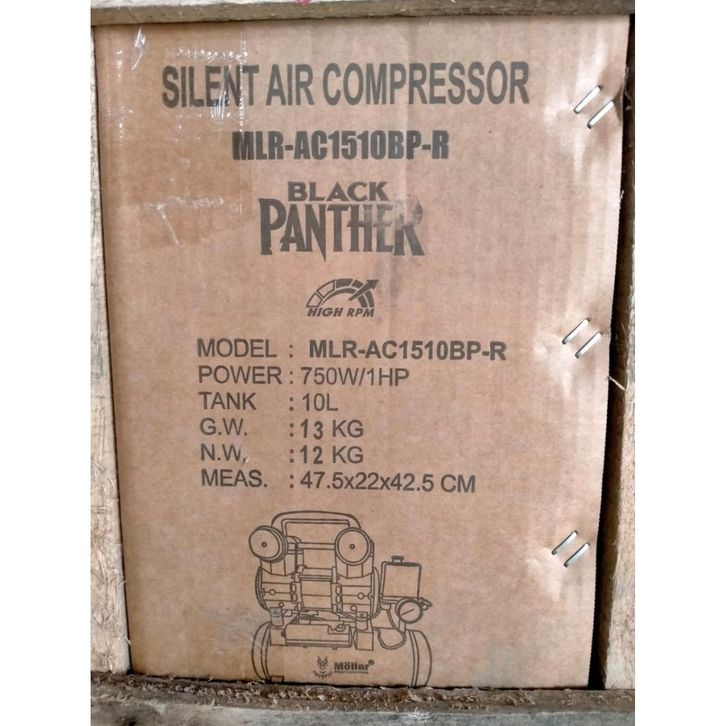 SILENT AIR COMPRESSOR
MLR-AC1510BP-R
BLACK
PANTHER
HIGH RPM
MODEL : MLR-AC1510BP-R
POWER : 750W/1HP
TANK : 10L
G.W. : 13 KG
N.W. : 12 KG
MEAS. : 47.5x22x42.5 CM
Möllar®